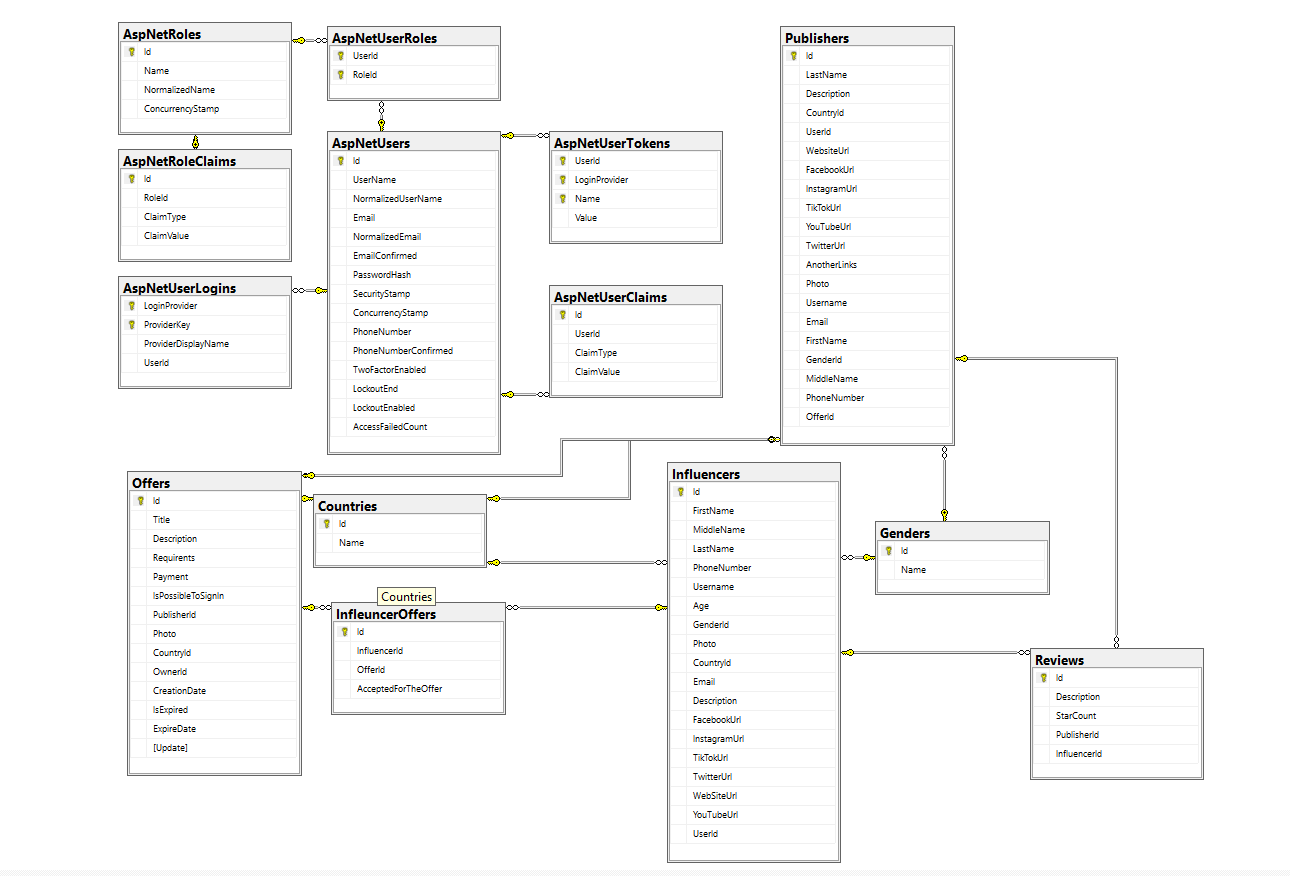 AspNetRoles
Id
Name
NormalizedName
ConcurrencyStamp
AspNetUserRoles
UserId
RoleId
Publishers
Id
LastName
Description
CountryId
UserId
WebsiteUrl
FacebookUrl
InstagramUrl
TikTokUrl
YouTubeUrl
TwitterUrl
AnotherLinks
Photo
Username
Email
FirstName
GenderId
MiddleName
PhoneNumber
OfferId
AspNetRoleClaims
Id
RoleId
ClaimType
ClaimValue
AspNetUsers
Id
UserName
NormalizedUserName
Email
NormalizedEmail
EmailConfirmed
PasswordHash
SecurityStamp
ConcurrencyStamp
PhoneNumber
PhoneNumberConfirmed
TwoFactorEnabled
LockoutEnd
LockoutEnabled
AccessFailedCount
AspNetUserTokens
UserId
LoginProvider
Name
Value
AspNetUserLogins
LoginProvider
ProviderKey
ProviderDisplayName
UserId
AspNetUserClaims
Id
UserId
ClaimType
ClaimValue
Offers
Id
Title
Description
Requirents
Payment
IsPossibleToSignIn
PublisherId
Photo
CountryId
OwnerId
CreationDate
IsExpired
ExpireDate
[Update]
Countries
Id
Name
Countries
InfleuncerOffers
Id
InfluencerId
OfferId
AcceptedForTheOffer
Influencers
Id
FirstName
MiddleName
LastName
PhoneNumber
Username
Age
GenderId
Photo
CountryId
Email
Description
FacebookUrl
InstagramUrl
TikTokUrl
TwitterUrl
WebSiteUrl
YouTubeUrl
UserId
Genders
Id
Name
Reviews
Id
Description
StarCount
PublisherId
InfluencerId